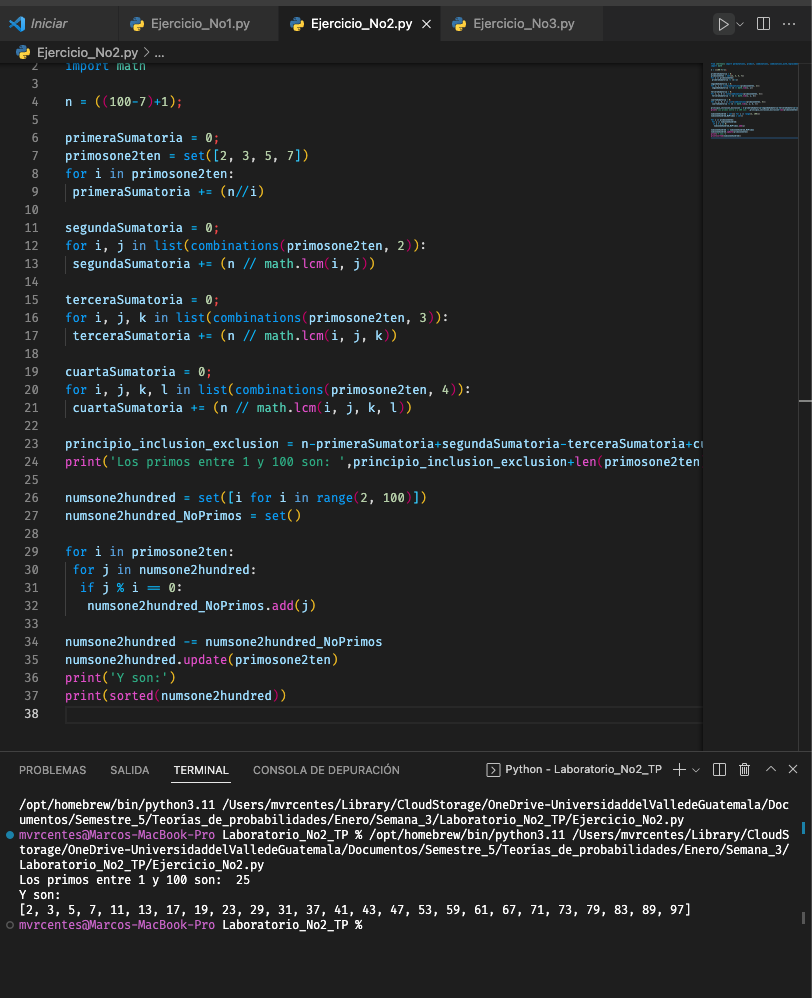 Iniciar
Ejercicio_No1.py
Ejercicio_No2.py
Ejercicio_No3.py
Ejercicio_No2.py > ...
2 import math
3
4 n = ((100-7)+1);
5
6 primeraSumatoria = 0;
7 primosone2ten = set([2, 3, 5, 7])
8 for i in primosone2ten:
9 primeraSumatoria += (n//i)
10
11 segundaSumatoria = 0;
12 for i, j in list(combinations(primosone2ten, 2)):
13 segundaSumatoria += (n // math.lcm(i, j))
14
15 terceraSumatoria = 0;
16 for i, j, k in list(combinations(primosone2ten, 3)):
17 terceraSumatoria += (n // math.lcm(i, j, k))
18
19 cuartaSumatoria = 0;
20 for i, j, k, l in list(combinations(primosone2ten, 4)):
21 cuartaSumatoria += (n // math.lcm(i, j, k, l))
22
23 principio_inclusion_exclusion = n-primeraSumatoria+segundaSumatoria-terceraSumatoria+cu
24 print('Los primos entre 1 y 100 son: ',principio_inclusion_exclusion+len(primosone2ten
25
26 numsone2hundred = set([i for i in range(2, 100)])
27 numsone2hundred_NoPrimos = set()
28
29 for i in primosone2ten:
30 for j in numsone2hundred:
31 if j % i == 0:
32 numsone2hundred_NoPrimos.add(j)
33
34 numsone2hundred -= numsone2hundred_NoPrimos
35 numsone2hundred.update(primosone2ten)
36 print('Y son:')
37 print(sorted(numsone2hundred))
38
PROBLEMAS SALIDA TERMINAL CONSOLA DE DEPURACIÓN Python - Laboratorio_No2_TP
/opt/homebrew/bin/python3.11 /Users/mvrcentes/Library/CloudStorage/OneDrive-UniversidaddelValledeGuatemala/Doc
umentos/Semestre_5/Teorías_de_probabilidades/Enero/Semana_3/Laboratorio_No2_TP/Ejercicio_No2.py
mvrcentes@Marcos-MacBook-Pro Laboratorio_No2_TP % /opt/homebrew/bin/python3.11 /Users/mvrcentes/Library/CloudS
torage/OneDrive-UniversidaddelValledeGuatemala/Documentos/Semestre_5/Teorías_de_probabilidades/Enero/Semana_3/
Laboratorio_No2_TP/Ejercicio_No2.py
Los primos entre 1 y 100 son:  25
Y son:
[2, 3, 5, 7, 11, 13, 17, 19, 23, 29, 31, 37, 41, 43, 47, 53, 59, 61, 67, 71, 73, 79, 83, 89, 97]
mvrcentes@Marcos-MacBook-Pro Laboratorio_No2_TP %